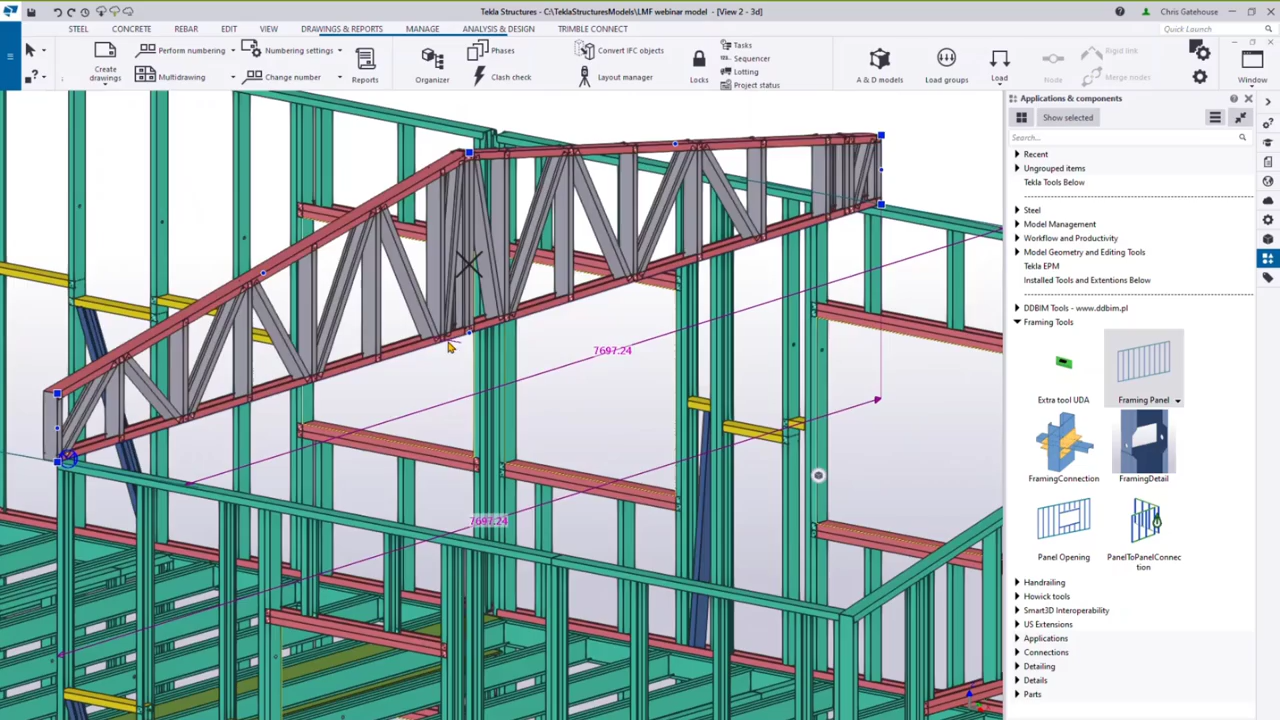 Tekla Structures - C:\TeklaStructuresModels\LMF webinar model - [View 2 - 3d]
Chris Gatehouse
STEEL CONCRETE REBAR EDIT VIEW DRAWINGS & REPORTS MANAGE ANALYSIS & DESIGN TRIMBLE CONNECT
Quick Launch
Create drawings
Perform numbering
Multidrawing
Numbering settings
Change number
Reports
Organizer
Phases
Clash check
Convert IFC objects
Layout manager
Locks
Tasks
Sequencer
Lotting
Project status
A & D models
Load groups
Load
Node
Rigid link
Merge nodes
Window
Applications & components
Show selected
Search...
Recent
Ungrouped items
Tekla Tools Below
Steel
Model Management
Workflow and Productivity
Model Geometry and Editing Tools
Tekla EPM
Installed Tools and Extentions Below
DDBIM Tools - www.ddbim.pl
Framing Tools
Extra tool UDA
Framing Panel
FramingConnection
FramingDetail
Panel Opening
PanelToPanelConnec
tion
Handrailing
Howick tools
Smart3D Interoperability
US Extensions
Applications
Connections
Detailing
Details
Parts
7697.24
7697.24